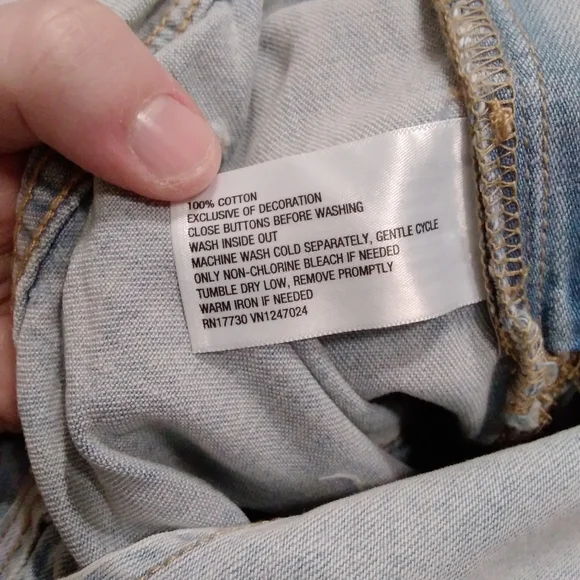 100% COTTON
EXCLUSIVE OF DECORATION
CLOSE BUTTONS BEFORE WASHING
WASH INSIDE OUT
MACHINE WASH COLD SEPARATELY, GENTLE CYCLE
ONLY NON-CHLORINE BLEACH IF NEEDED
TUMBLE DRY LOW, REMOVE PROMPTLY
WARM IRON IF NEEDED
RN17730 VN1247024